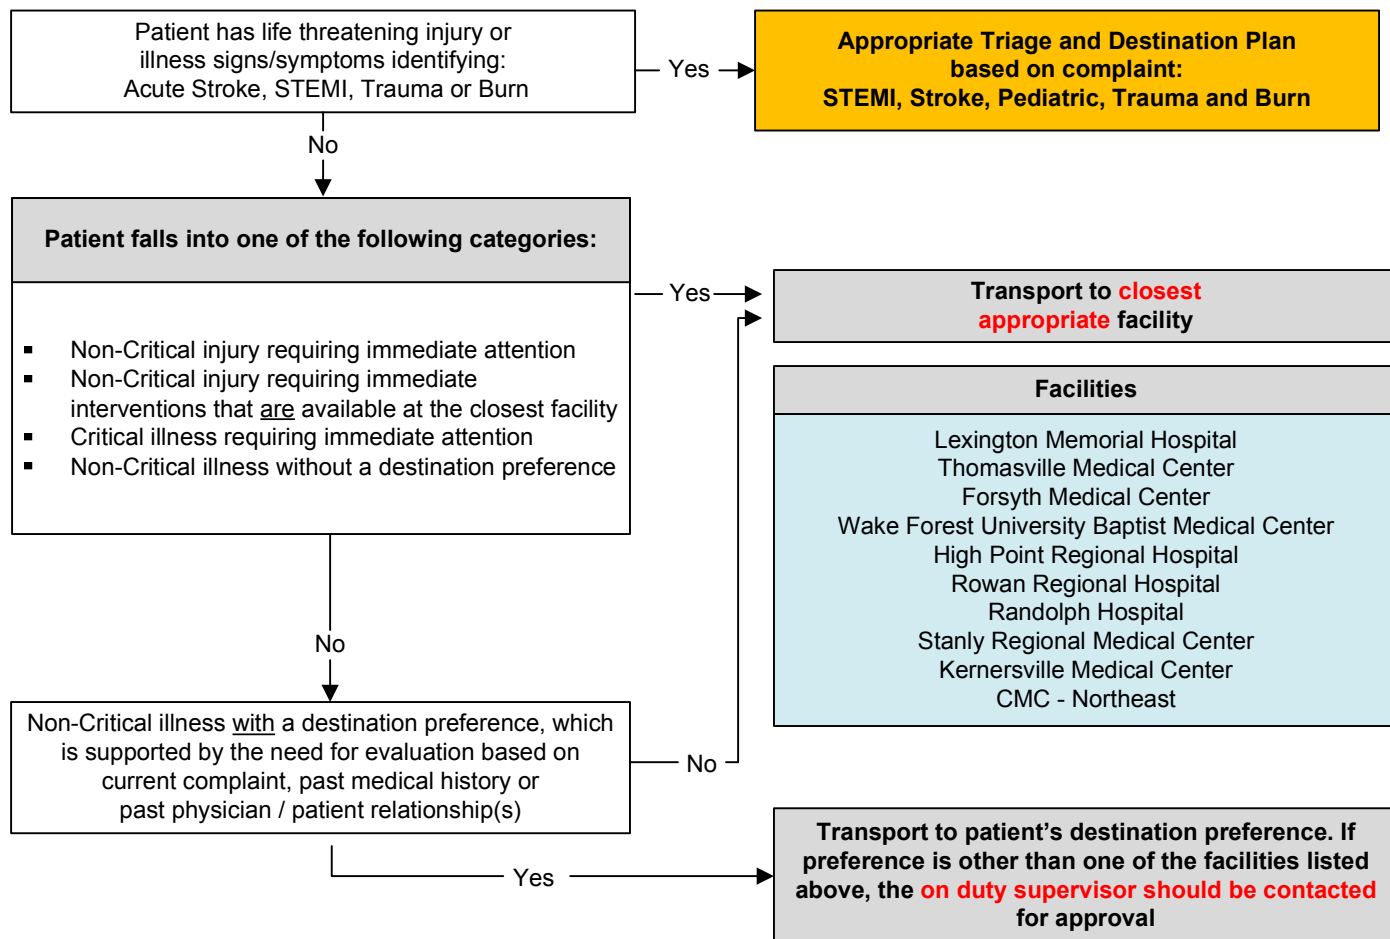 Patient has life threatening injury or
illness signs/symptoms identifying:
Acute Stroke, STEMI, Trauma or Burn
Yes
Appropriate Triage and Destination Plan
based on complaint:
STEMI, Stroke, Pediatric, Trauma and Burn
No
Patient falls into one of the following categories:
▪ Non-Critical injury requiring immediate attention
▪ Non-Critical injury requiring immediate
interventions that are available at the closest facility
▪ Critical illness requiring immediate attention
▪ Non-Critical illness without a destination preference
Yes
Transport to closest
appropriate facility
Facilities
Lexington Memorial Hospital
Thomasville Medical Center
Forsyth Medical Center
Wake Forest University Baptist Medical Center
High Point Regional Hospital
Rowan Regional Hospital
Randolph Hospital
Stanly Regional Medical Center
Kernersville Medical Center
CMC - Northeast
No
Non-Critical illness with a destination preference, which
is supported by the need for evaluation based on
current complaint, past medical history or
past physician / patient relationship(s)
No
Yes
Transport to patient’s destination preference. If
preference is other than one of the facilities listed
above, the on duty supervisor should be contacted
for approval